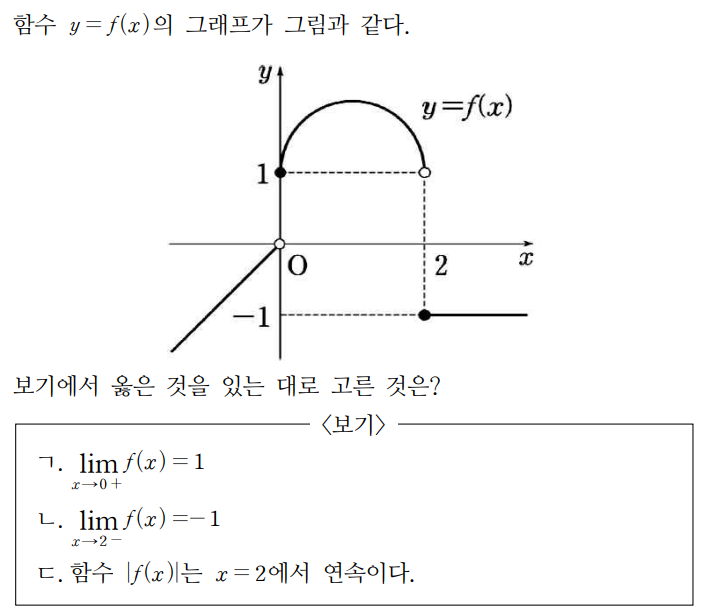 함수 y=f(x)의 그래프가 그림과 같다.
y
y=f(x)
1
O
2
x
−1
보기에서 옳은 것을 있는 대로 고른 것은?
〈보기〉
ㄱ. lim f(x)=1
x→0+
ㄴ. lim f(x)=−1
x→2−
ㄷ. 함수 |f(x)|는 x=2에서 연속이다.